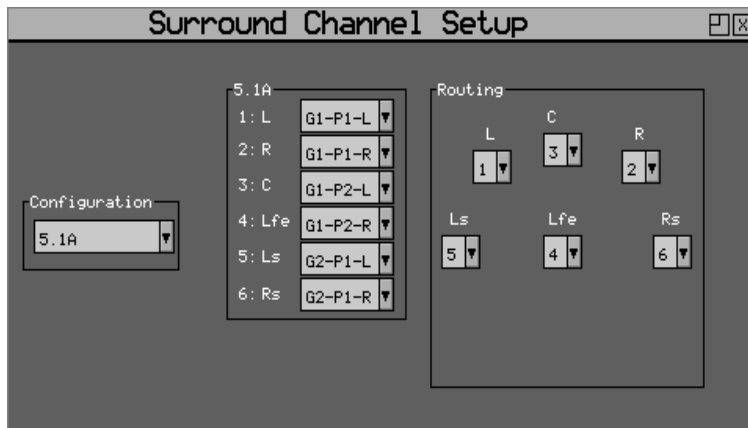 Surround Channel Setup
Configuration
5.1A
5.1A
1: L G1-P1-L
2: R G1-P1-R
3: C G1-P2-L
4: Lfe G1-P2-R
5: Ls G2-P1-L
6: Rs G2-P1-R
Routing
L C R
1 3 2
Ls Lfe Rs
5 4 6